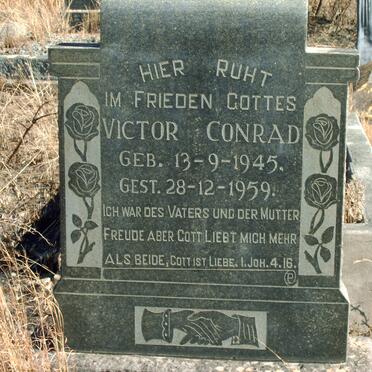 HIER RUHT
IM FRIEDEN GOTTES
VICTOR CONRAD
GEB. 13-9-1945.
GEST. 28-12-1959.
ICH WAR DES VATERS UND DER MUTTER
FREUDE ABER GOTT LIEBT MICH MEHR
ALS BEIDE, GOTT IST LIEBE. 1. JOH. 4.16.